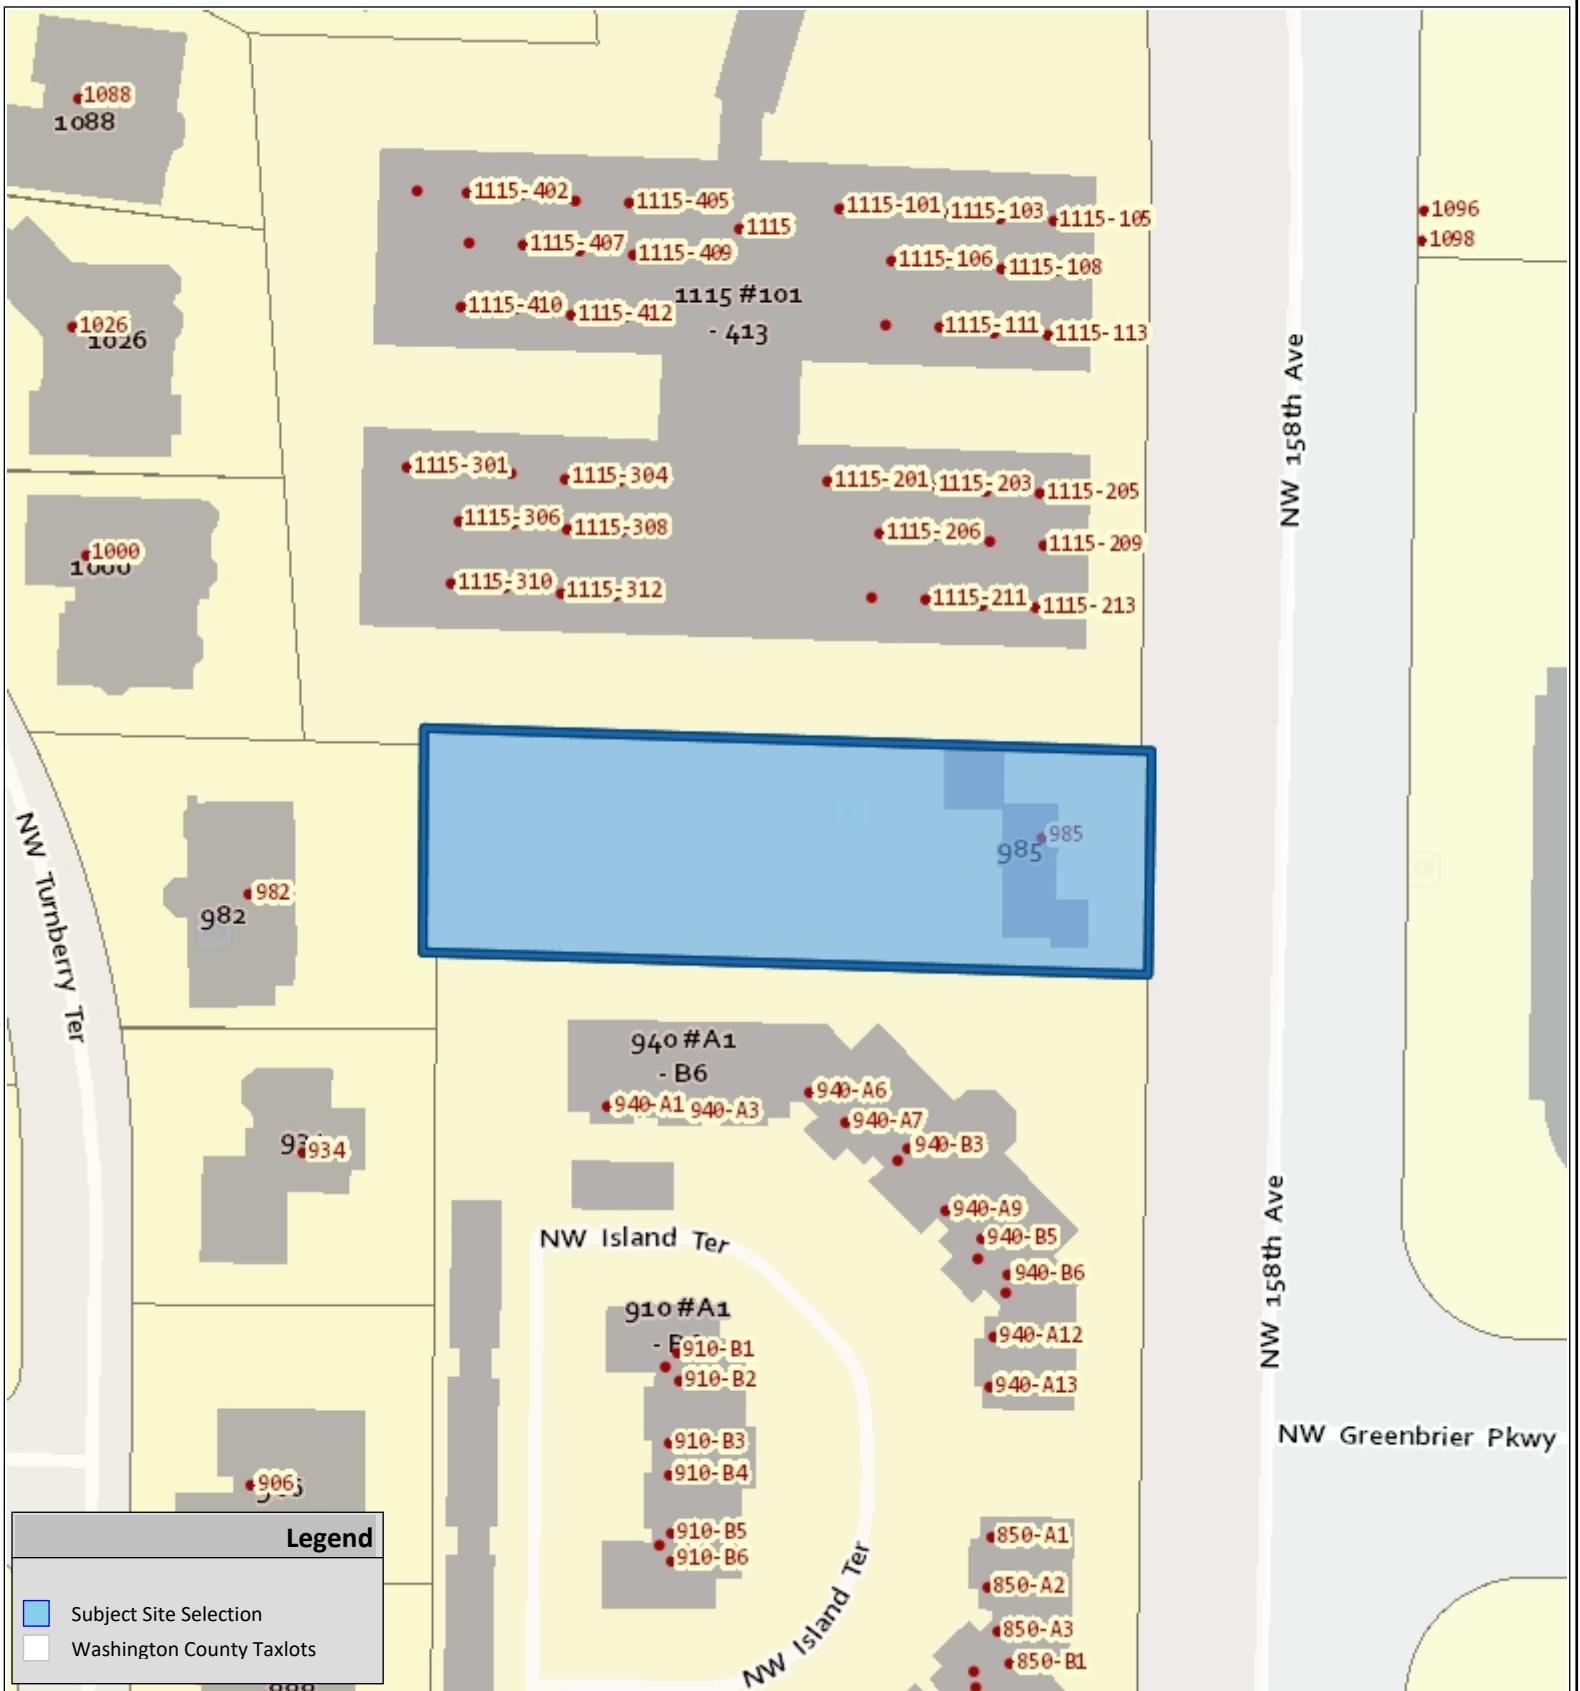 1088
1088
1096
1098
1115-402
1115-405
1115
1115-101
1115-103
1115-105
1115-407
1115-409
1115-106
1115-108
1115 #101
- 413
1115-410
1115-412
1115-111
1115-113
1026
1026
NW 158th Ave
1115-301
1115-304
1115-201
1115-203
1115-205
1115-306
1115-308
1115-206
1115-209
1115-310
1115-312
1115-211
1115-213
1000
1000
985
985
982
982
NW Turnberry Ter
940 #A1
- B6
940-A1
940-A3
940-A6
940-A7
940-B3
934
940-A9
940-B5
940-B6
940-A12
940-A13
NW Island Ter
NW 158th Ave
910 #A1
910-B1
910-B2
910-B3
910-B4
910-B5
910-B6
NW Greenbrier Pkwy
906
NW Island Ter
850-A1
850-A2
850-A3
850-B1
Legend
Subject Site Selection
Washington County Taxlots